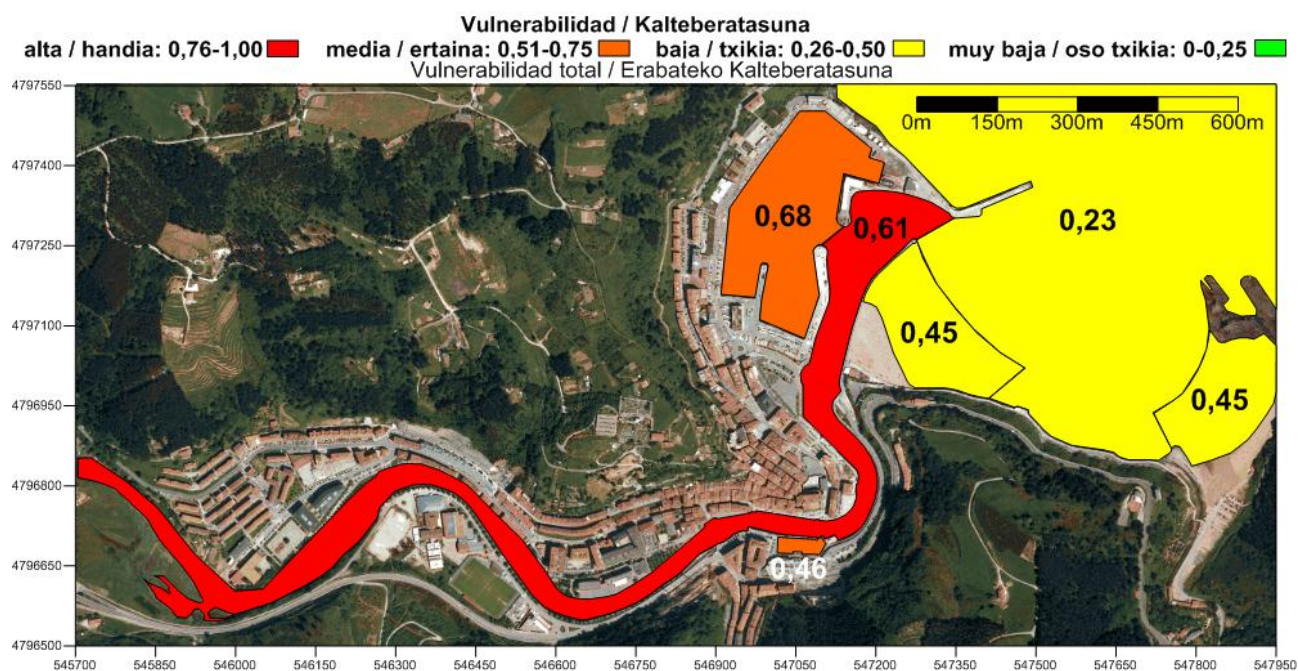 Vulnerabilidad / Kalteberatasuna
alta / handia: 0,76-1,00 media / ertaina: 0,51-0,75 baja / txikia: 0,26-0,50 muy baja / oso txikia: 0-0,25
Vulnerabilidad total / Erabateko Kalteberatasuna
4797550
0m 150m 300m 450m 600m
4797400
0,68
0,61
0,23
4797250
4797100
0,45
4796950
0,45
4796800
4796650
0,46
4796500
545700 545850 546000 546150 546300 546450 546600 546750 546900 547050 547200 547350 547500 547650 547800 547950